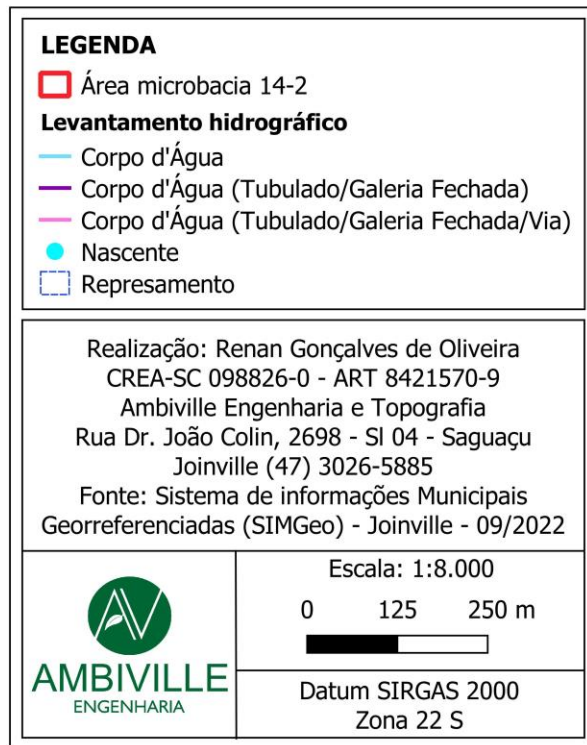 LEGENDA
Área microbacia 14-2
Levantamento hidrográfico
Corpo d'Água
Corpo d'Água (Tubulado/Galeria Fechada)
Corpo d'Água (Tubulado/Galeria Fechada/Via)
Nascente
Represamento
Realização: Renan Gonçalves de Oliveira
CREA-SC 098826-0 - ART 8421570-9
Ambiville Engenharia e Topografia
Rua Dr. João Colin, 2698 - Sl 04 - Saguaçu
Joinville (47) 3026-5885
Fonte: Sistema de informações Municipais
Georreferenciadas (SIMGeo) - Joinville - 09/2022
AMBIVILLE
ENGENHARIA
Escala: 1:8.000
0 125 250 m
Datum SIRGAS 2000
Zona 22 S